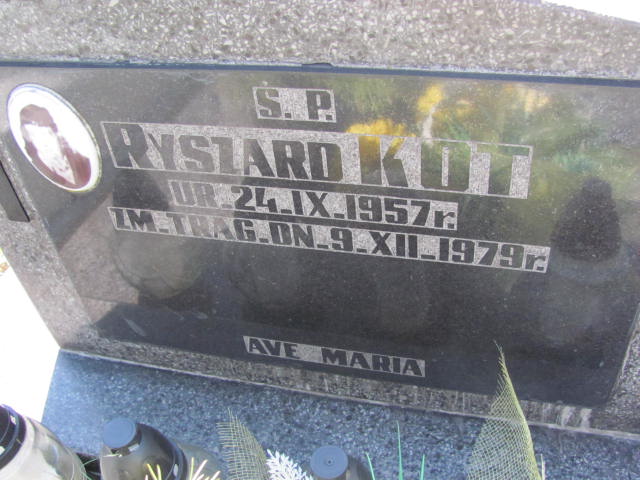 S. P.
RYSZARD KOT
UR. 24.IX.1957r.
ZM. TRAG. DN. 9.XII.1979r.
AVE MARIA